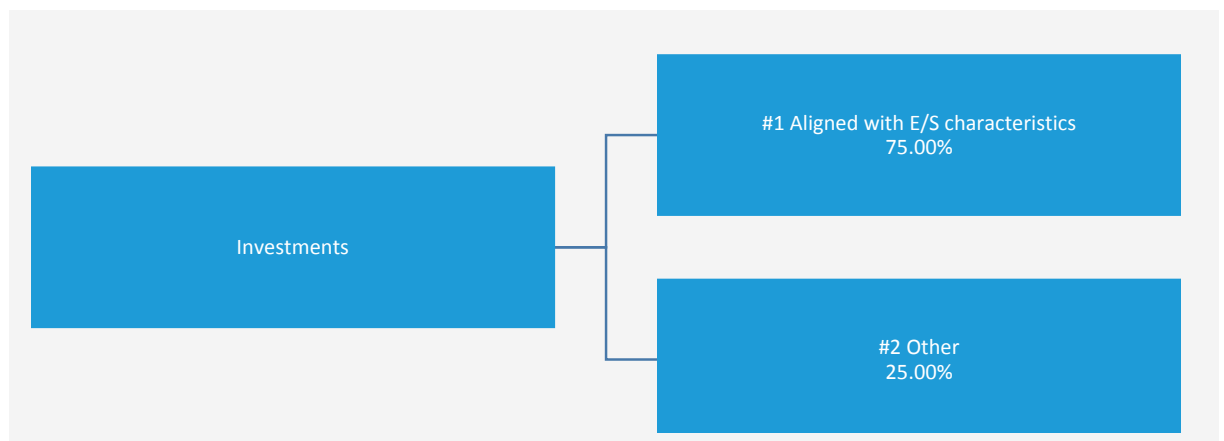 Investments
#1 Aligned with E/S characteristics
75.00%
#2 Other
25.00%